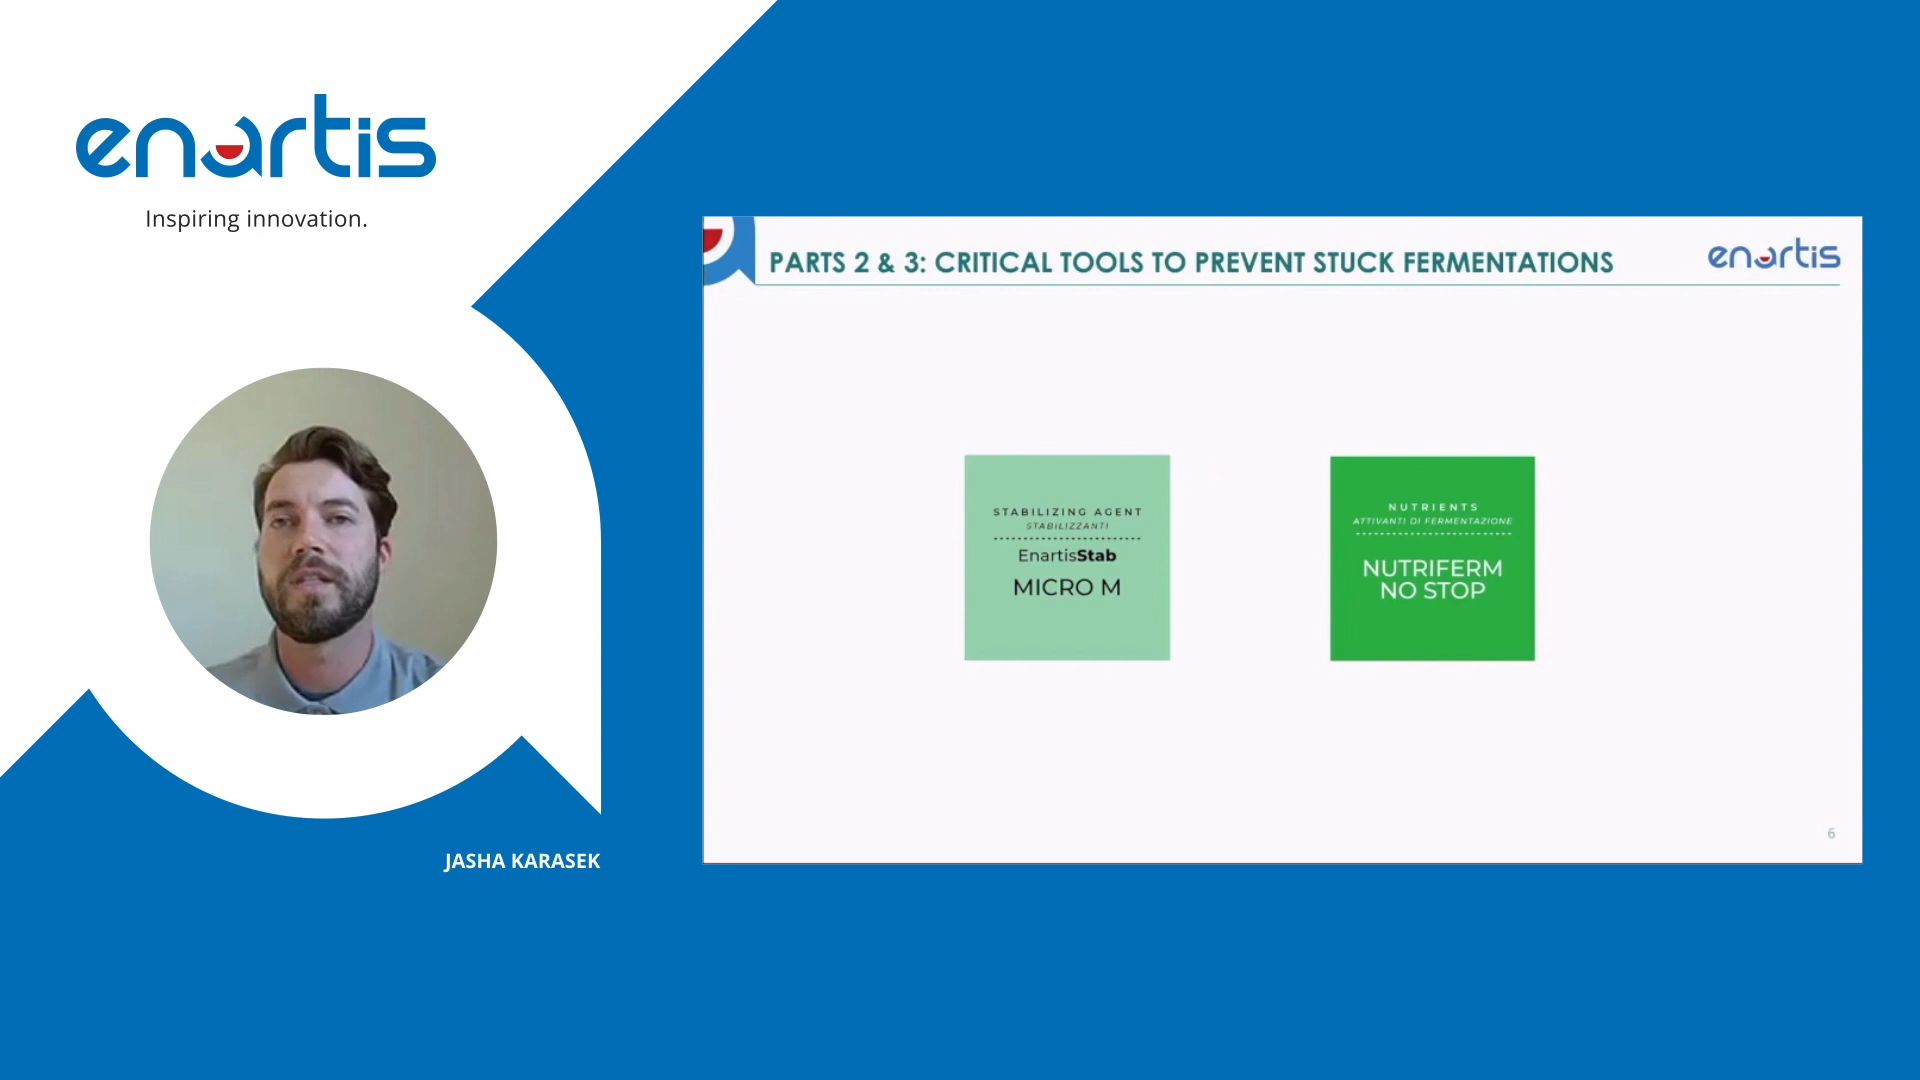 enartis
Inspiring innovation.
JASHA KARASEK
PARTS 2 & 3: CRITICAL TOOLS TO PREVENT STUCK FERMENTATIONS
enartis
STABILIZING AGENT
STABILIZZANTI
EnartisStab
MICRO M
NUTRIENTS
ATTIVANTI DI FERMENTAZIONE
NUTRIFERM
NO STOP
6